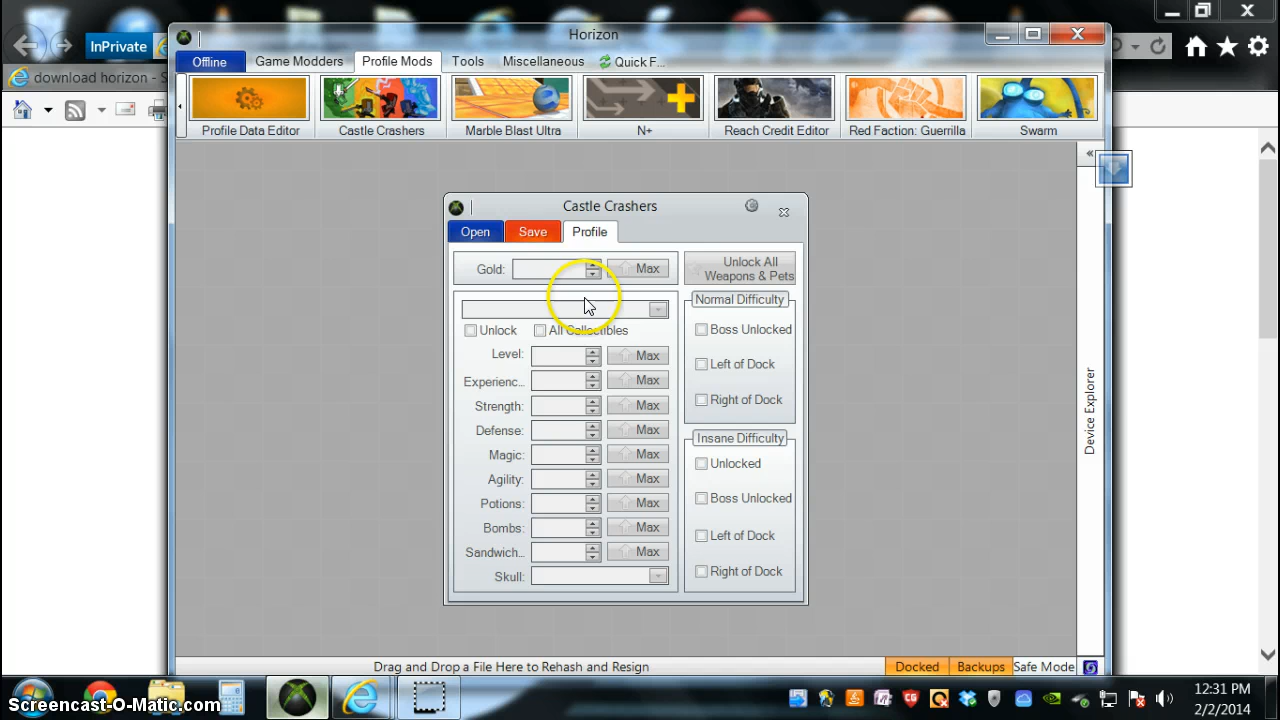 Horizon
InPrivate
download horizon - S
Offline
Game Modders
Profile Mods
Tools
Miscellaneous
Quick F...
Profile Data Editor
Castle Crashers
Marble Blast Ultra
N+
Reach Credit Editor
Red Faction: Guerrilla
Swarm
«
Castle Crashers
Open
Save
Profile
Gold:
Max
Unlock All
Weapons & Pets
Unlock
All Collectibles
Level:
Max
Experienc...
Max
Strength:
Max
Defense:
Max
Magic:
Max
Agility:
Max
Potions:
Max
Bombs:
Max
Sandwich...
Max
Skull:
Normal Difficulty
Boss Unlocked
Left of Dock
Right of Dock
Insane Difficulty
Unlocked
Boss Unlocked
Left of Dock
Right of Dock
Device Explorer
Drag and Drop a File Here to Rehash and Resign
Docked
Backups
Safe Mode
Screencast-O-Matic.com
12:31 PM
2/2/2014